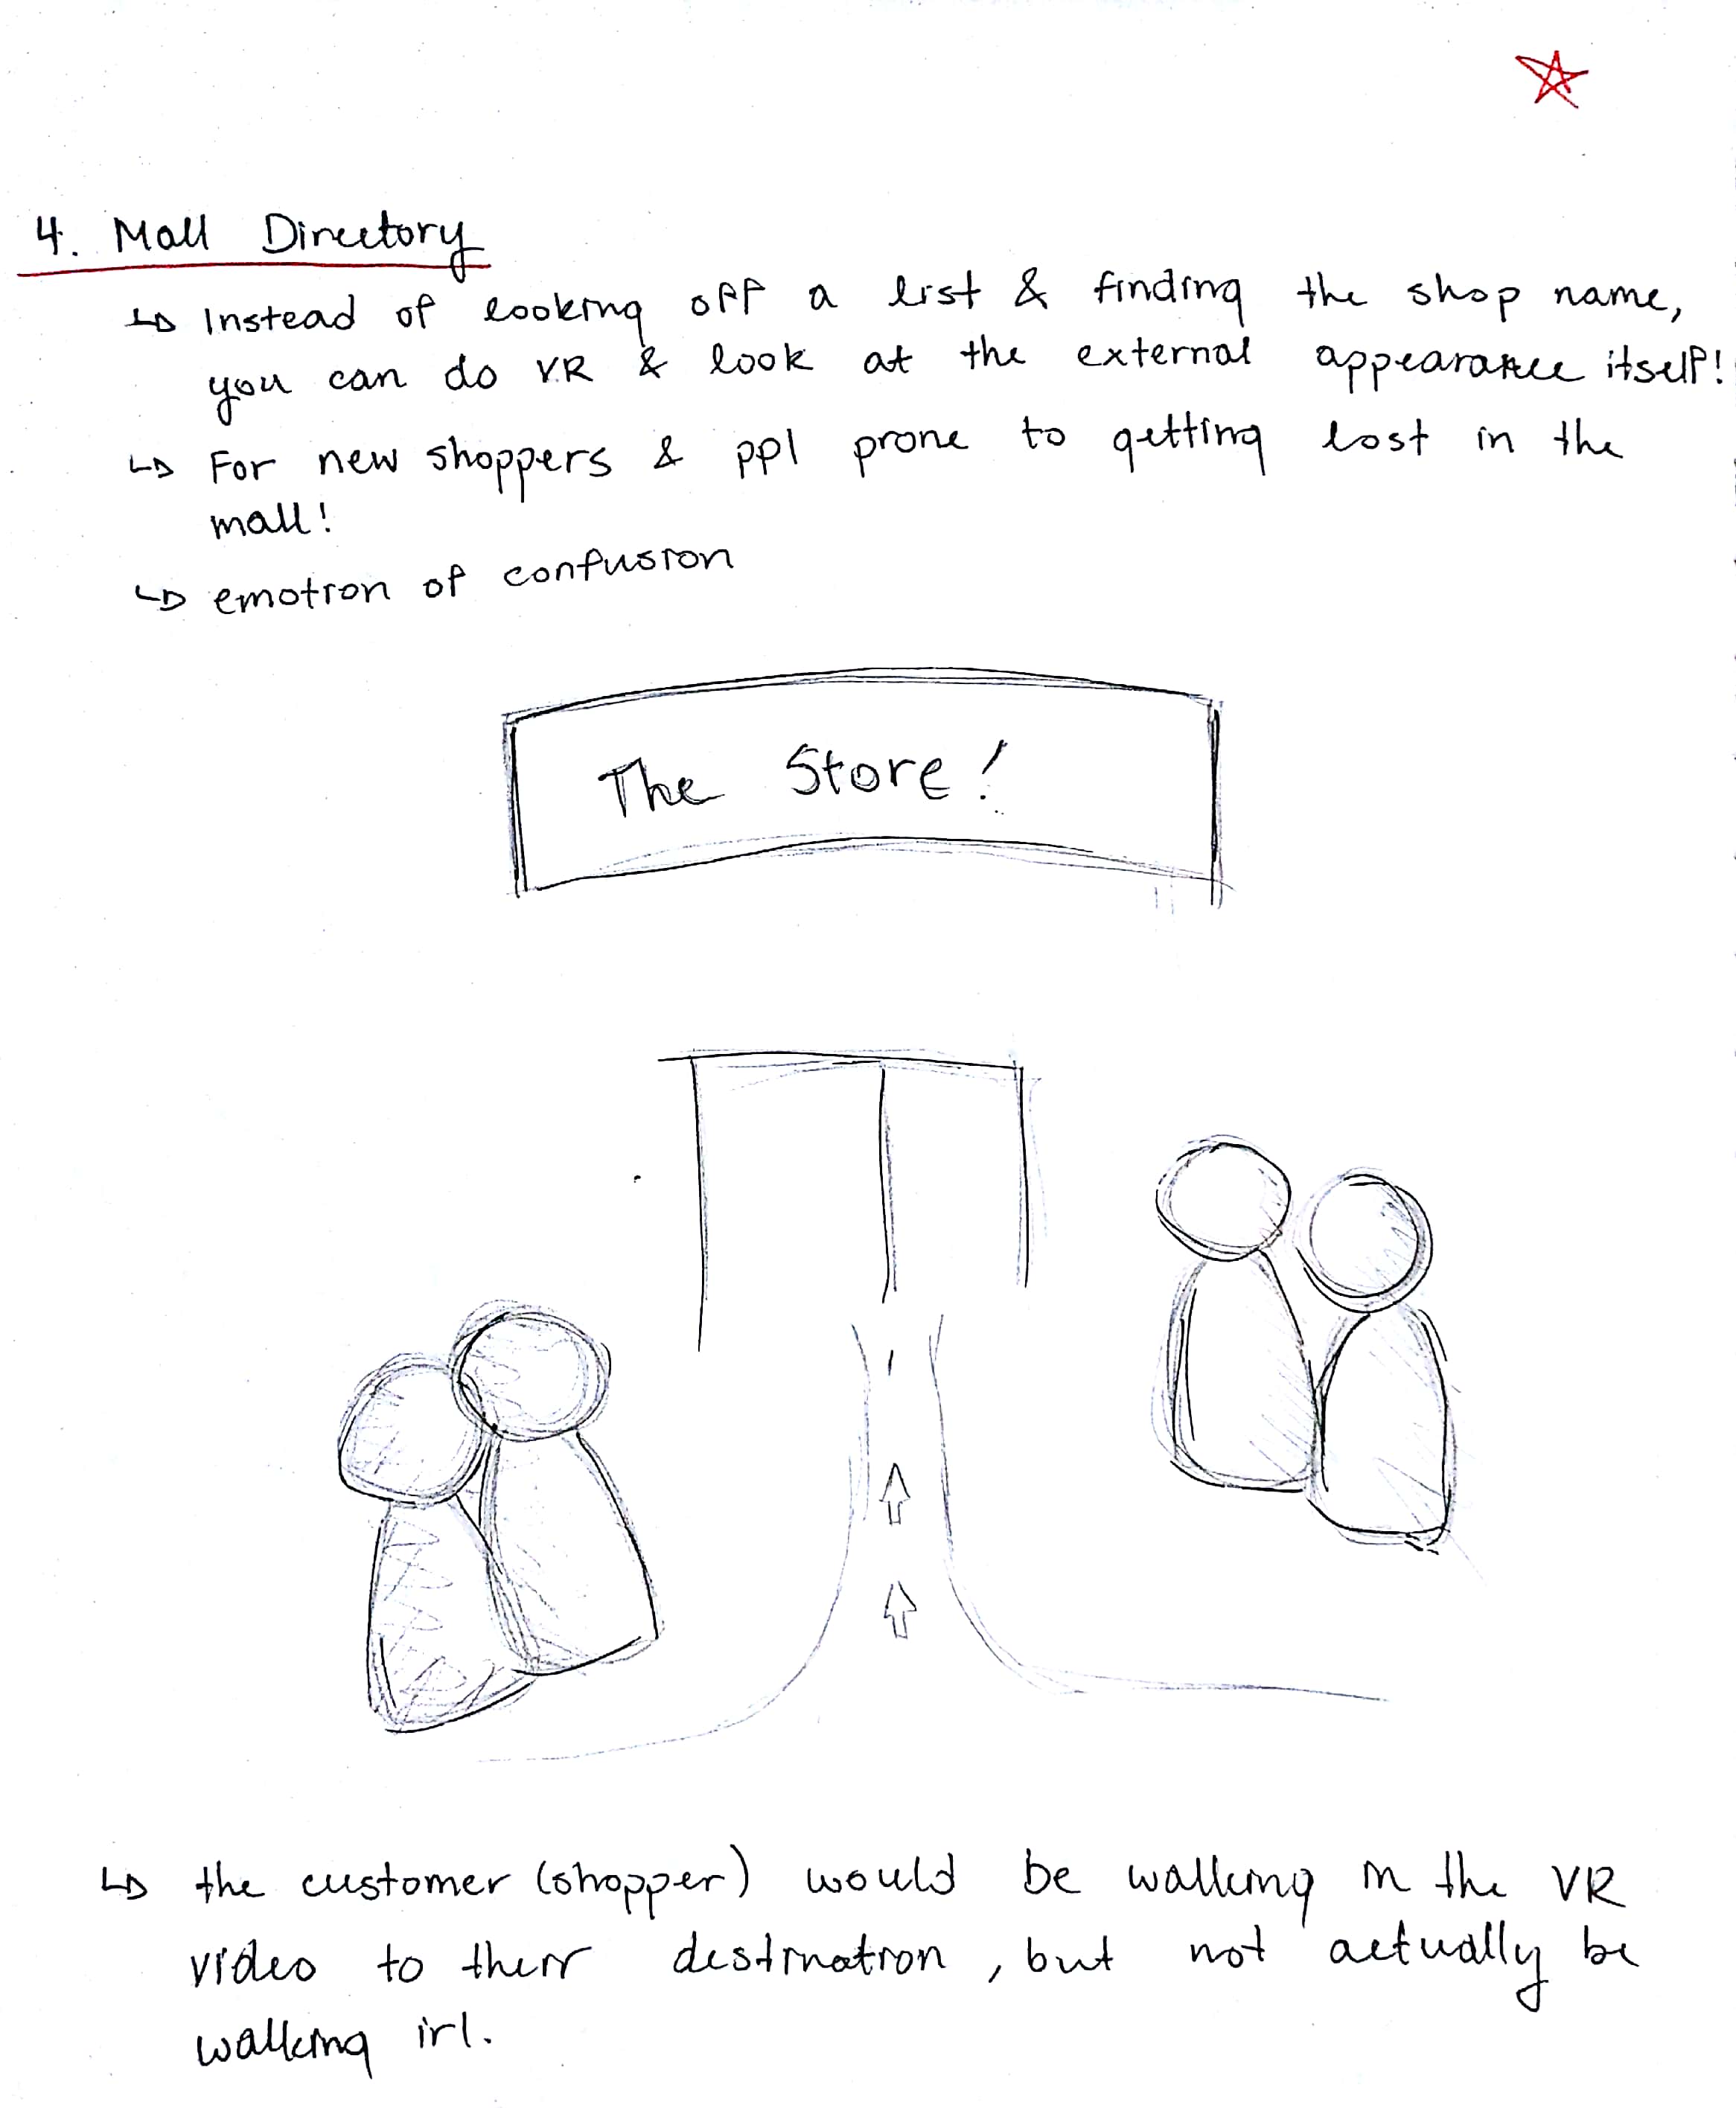 4. Mall Directory
↳ Instead of looking off a list & finding the shop name,
you can do VR & look at the external appearance itself!
↳ For new shoppers & ppl prone to getting lost in the
mall!
↳ emotion of confusion
The Store!
↳ the customer (shopper) would be walking in the VR
video to their destination, but not actually be
walking irl.